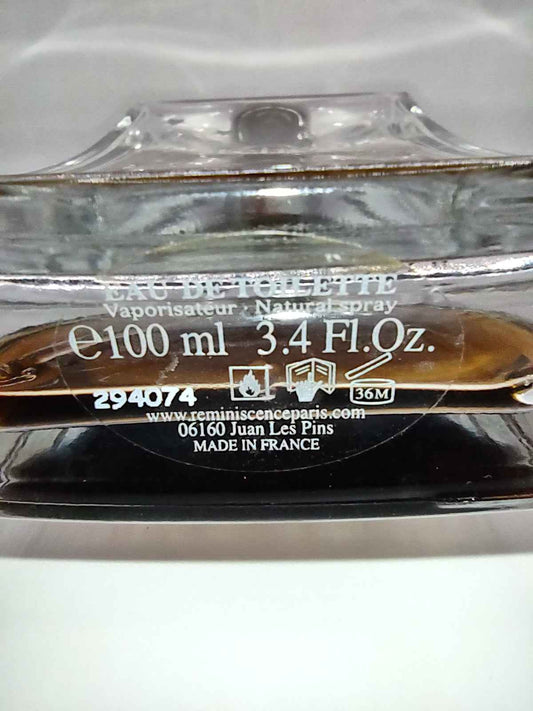 EAU DE TOILETTE
Vaporisateur · Natural spray
℮100 ml 3.4 Fl.Oz.
294074
36M
www.reminiscenceparis.com
06160 Juan Les Pins
MADE IN FRANCE